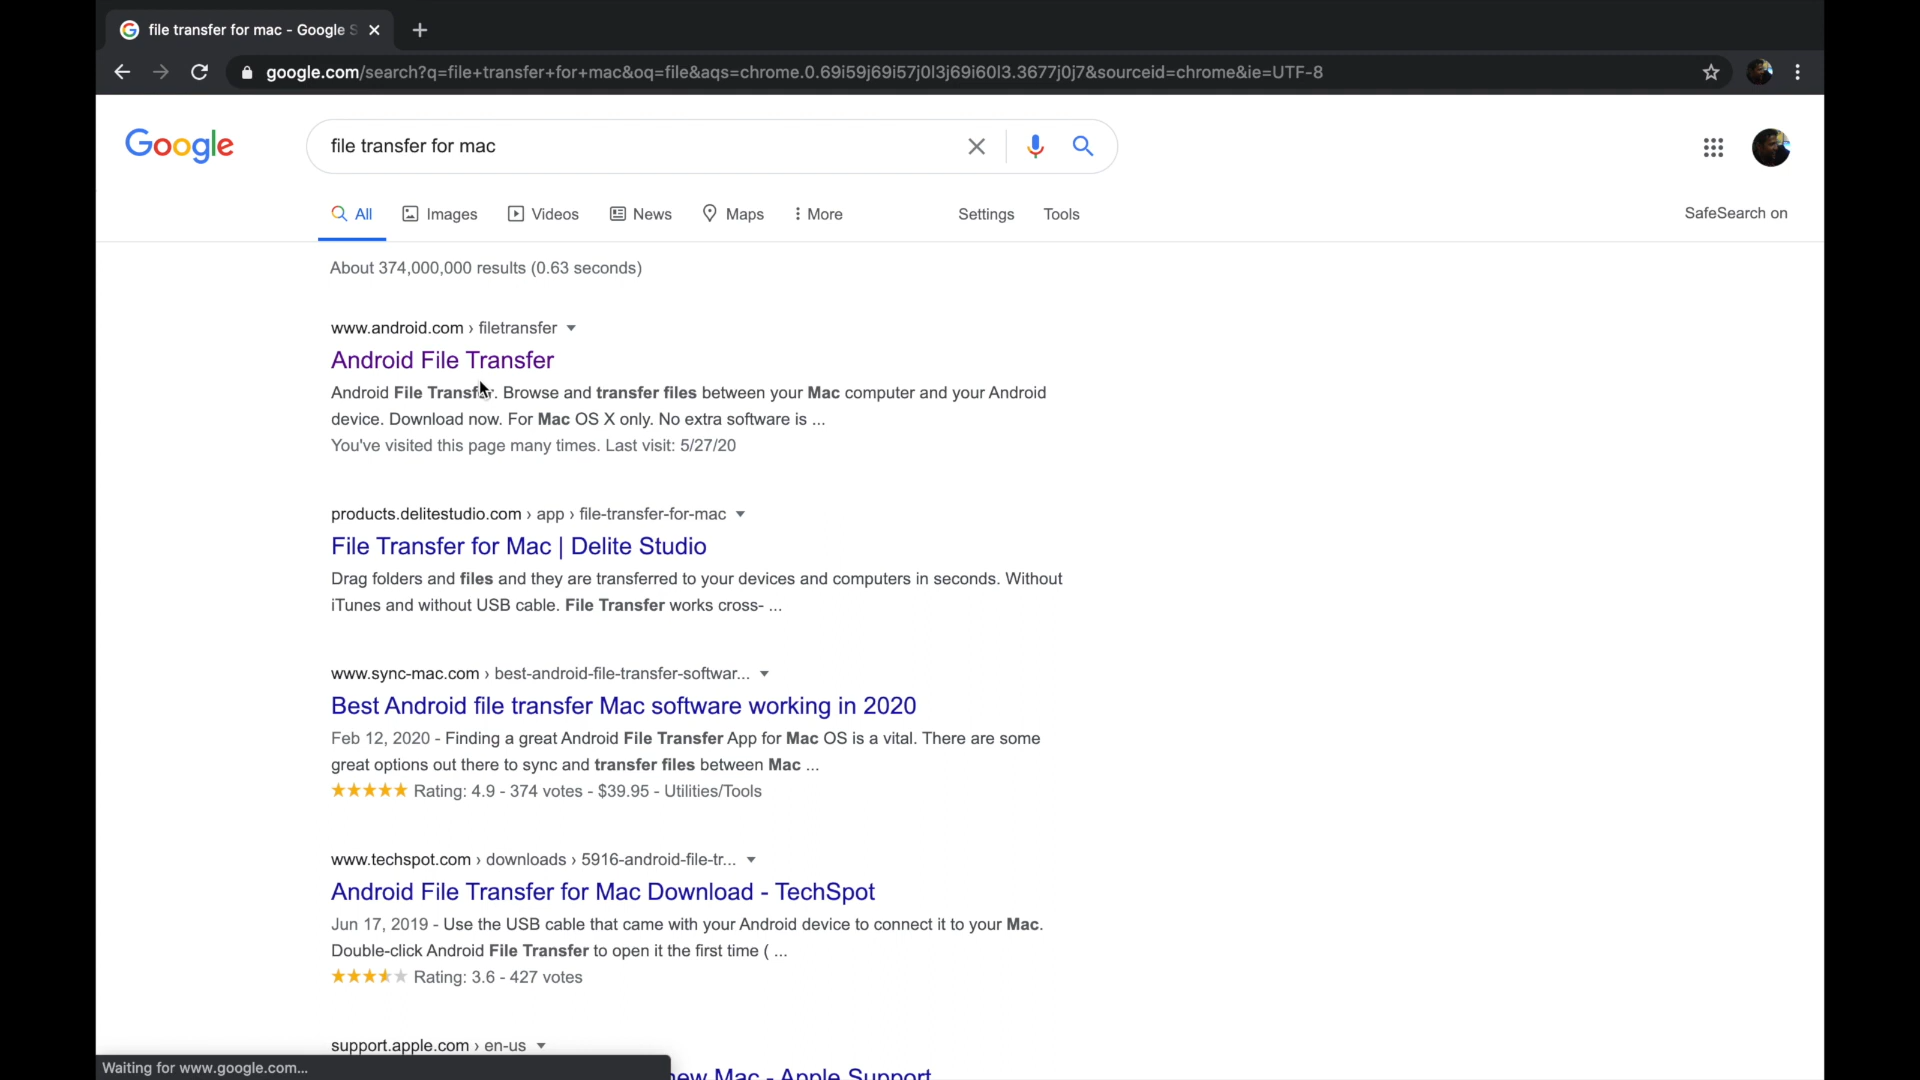 file transfer for mac - Google S
google.com/search?q=file+transfer+for+mac&oq=file&aqs=chrome.0.69i59j69i57j0l3j69i60l3.3677j0j7&sourceid=chrome&ie=UTF-8
Google
file transfer for mac
All Images Videos News Maps More Settings Tools
SafeSearch on
About 374,000,000 results (0.63 seconds)
www.android.com › filetransfer
Android File Transfer
Android File Transfer. Browse and transfer files between your Mac computer and your Android
device. Download now. For Mac OS X only. No extra software is ...
You've visited this page many times. Last visit: 5/27/20
products.delitestudio.com › app › file-transfer-for-mac
File Transfer for Mac | Delite Studio
Drag folders and files and they are transferred to your devices and computers in seconds. Without
iTunes and without USB cable. File Transfer works cross- ...
www.sync-mac.com › best-android-file-transfer-softwar...
Best Android file transfer Mac software working in 2020
Feb 12, 2020 - Finding a great Android File Transfer App for Mac OS is a vital. There are some
great options out there to sync and transfer files between Mac ...
Rating: 4.9 - 374 votes - $39.95 - Utilities/Tools
www.techspot.com › downloads › 5916-android-file-tr...
Android File Transfer for Mac Download - TechSpot
Jun 17, 2019 - Use the USB cable that came with your Android device to connect it to your Mac.
Double-click Android File Transfer to open it the first time ( ...
Rating: 3.6 - 427 votes
support.apple.com › en-us
new Mac - Apple Support
Waiting for www.google.com...